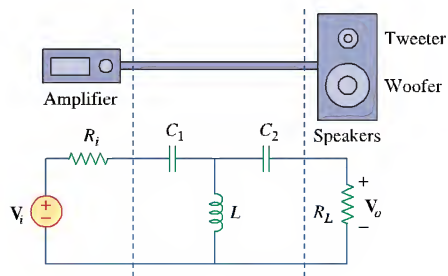 Tweeter
Woofer
Amplifier
Speakers
R_i
C_1
C_2
+
−
V_i
L
R_L
+
V_o
−